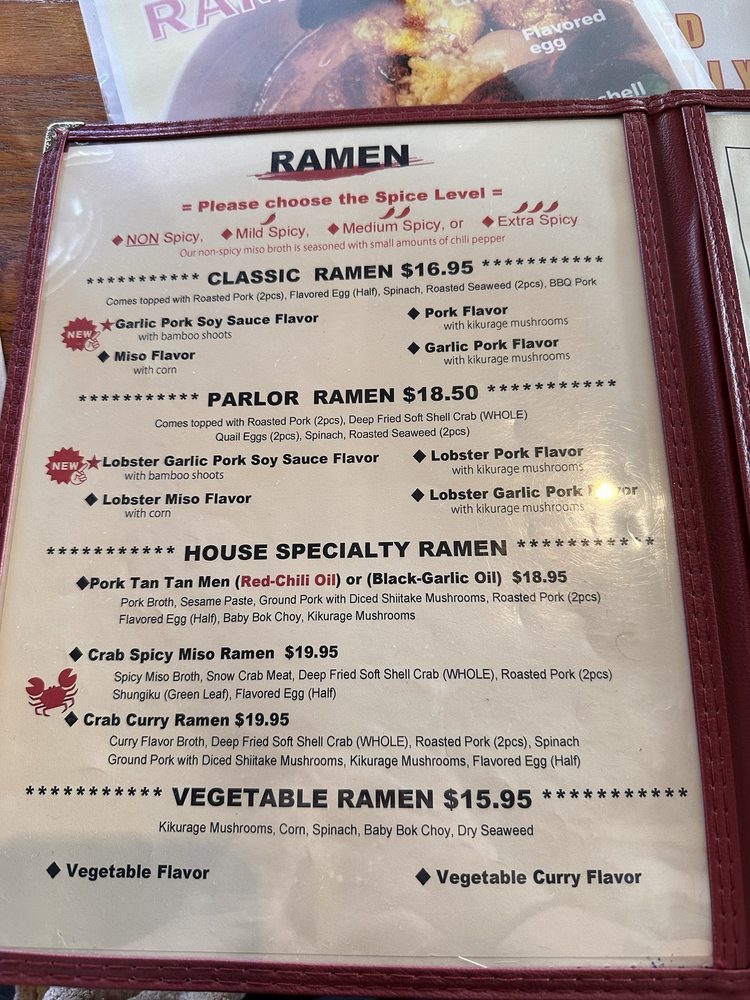 Flavored
egg
shell
RAMEN
= Please choose the Spice Level =
◆ NON Spicy, ◆ Mild Spicy, ◆ Medium Spicy, or ◆ Extra Spicy
Our non-spicy miso broth is seasoned with small amounts of chili pepper
*********** CLASSIC RAMEN $16.95 ***********
Comes topped with Roasted Pork (2pcs), Flavored Egg (Half), Spinach, Roasted Seaweed (2pcs), BBQ Pork
NEW ★Garlic Pork Soy Sauce Flavor
with bamboo shoots
◆ Miso Flavor
with corn
◆ Pork Flavor
with kikurage mushrooms
◆ Garlic Pork Flavor
with kikurage mushrooms
*********** PARLOR RAMEN $18.50 ***********
Comes topped with Roasted Pork (2pcs), Deep Fried Soft Shell Crab (WHOLE)
Quail Eggs (2pcs), Spinach, Roasted Seaweed (2pcs)
NEW ★Lobster Garlic Pork Soy Sauce Flavor
with bamboo shoots
◆ Lobster Miso Flavor
with corn
◆ Lobster Pork Flavor
with kikurage mushrooms
◆ Lobster Garlic Pork Flavor
with kikurage mushrooms
*********** HOUSE SPECIALTY RAMEN ***********
◆Pork Tan Tan Men (Red-Chili Oil) or (Black-Garlic Oil) $18.95
Pork Broth, Sesame Paste, Ground Pork with Diced Shiitake Mushrooms, Roasted Pork (2pcs)
Flavored Egg (Half), Baby Bok Choy, Kikurage Mushrooms
◆ Crab Spicy Miso Ramen $19.95
Spicy Miso Broth, Snow Crab Meat, Deep Fried Soft Shell Crab (WHOLE), Roasted Pork (2pcs)
Shungiku (Green Leaf), Flavored Egg (Half)
◆ Crab Curry Ramen $19.95
Curry Flavor Broth, Deep Fried Soft Shell Crab (WHOLE), Roasted Pork (2pcs), Spinach
Ground Pork with Diced Shiitake Mushrooms, Kikurage Mushrooms, Flavored Egg (Half)
*********** VEGETABLE RAMEN $15.95 ***********
Kikurage Mushrooms, Corn, Spinach, Baby Bok Choy, Dry Seaweed
◆ Vegetable Flavor
◆ Vegetable Curry Flavor